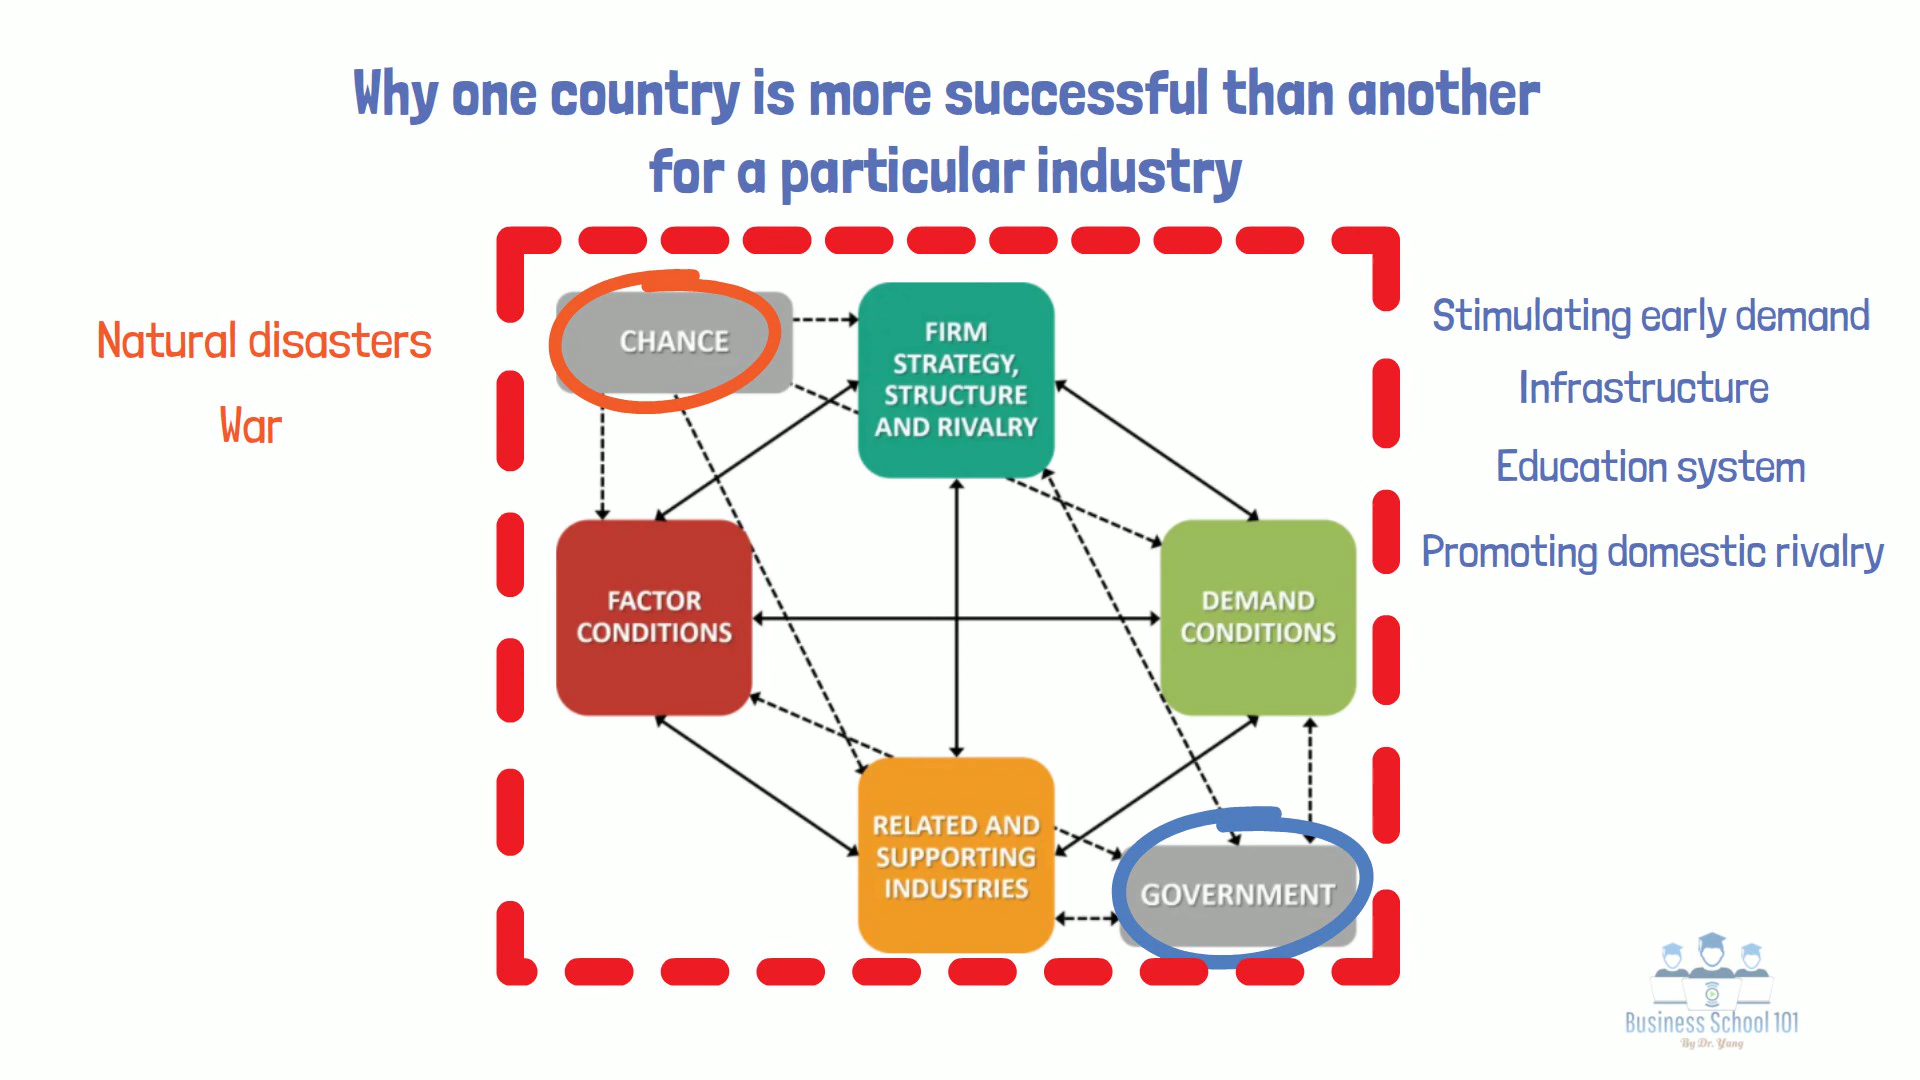 Why one country is more successful than another
for a particular industry
Natural disasters
War
CHANCE
FIRM
STRATEGY,
STRUCTURE
AND RIVALRY
FACTOR
CONDITIONS
DEMAND
CONDITIONS
RELATED AND
SUPPORTING
INDUSTRIES
GOVERNMENT
Stimulating early demand
Infrastructure
Education system
Promoting domestic rivalry
Business School 101
By Dr. Yang